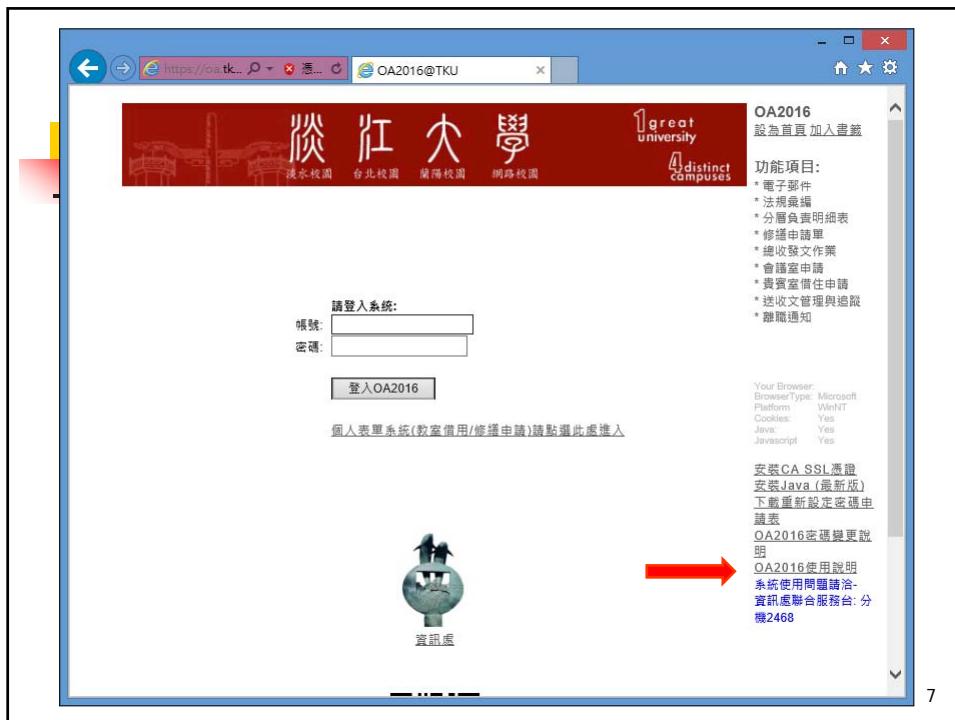 https://oa.tk...
憑...
OA2016@TKU
淡江大學
淡水校園 台北校園 蘭陽校園 網路校園
1 great
university
4 distinct
campuses
請登入系統:
帳號:
密碼:
登入OA2016
個人表單系統(教室借用/修繕申請)請點選此處進入
資訊處
OA2016
設為首頁 加入書籤
功能項目:
* 電子郵件
* 法規彙編
* 分層負責明細表
* 修繕申請單
* 總收發文作業
* 會議室申請
* 貴賓室借住申請
* 送收文管理與追蹤
* 離職通知
Your Browser:
BrowserType: Microsoft
Platform WinNT
Cookies: Yes
Java: Yes
Javascript Yes
安裝CA SSL憑證
安裝Java (最新版)
下載重新設定密碼申
請表
OA2016密碼變更說
明
OA2016使用說明
系統使用問題請洽-
資訊處聯合服務台: 分
機2468
7